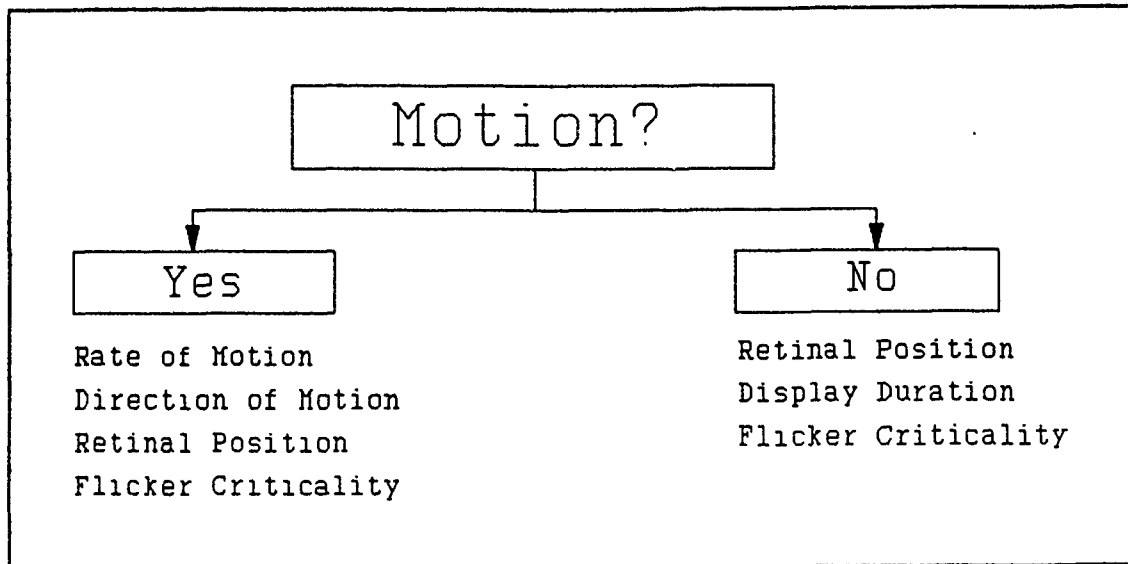 Motion?
Yes
No
Rate of Motion
Direction of Motion
Retinal Position
Flicker Criticality
Retinal Position
Display Duration
Flicker Criticality